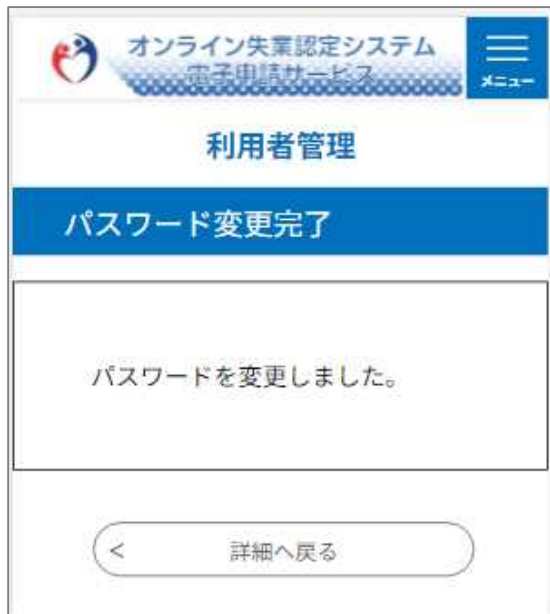 オンライン失業認定システム
電子申請サービス
メニュー
利用者管理
パスワード変更完了
パスワードを変更しました。
< 詳細へ戻る